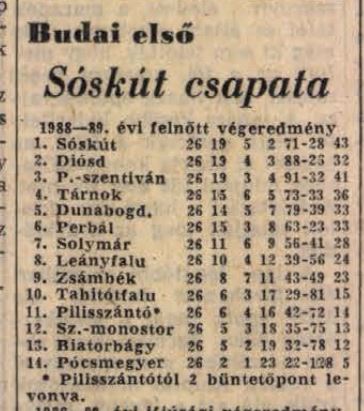 Budai első
Sóskút csapata
1988—89. évi felnőtt végeredmény
1. Sóskút 26 19 5 2 71-28 43
2. Diósd 26 19 4 3 88-25 32
3. P.-szentiván 26 19 3 4 91-32 41
4. Tárnok 26 15 6 5 73-33 36
5. Dunabogd. 26 14 5 7 79-39 33
6. Perbál 26 15 3 8 63-23 33
7. Solymár 26 11 6 9 56-41 28
8. Leányfalu 26 10 4 12 39-56 24
9. Zsámbék 26 8 7 11 43-49 23
10. Tahitótfalu 26 6 3 17 29-81 15
11. Pilisszántó* 26 6 4 16 42-72 14
12. Sz.-monostor 26 5 3 18 35-75 13
13. Biatorbágy 26 5 2 19 32-78 12
14. Pócsmegyer 26 2 1 23 22-128 5
* Pilisszántótól 2 büntetőpont le-
vonva.